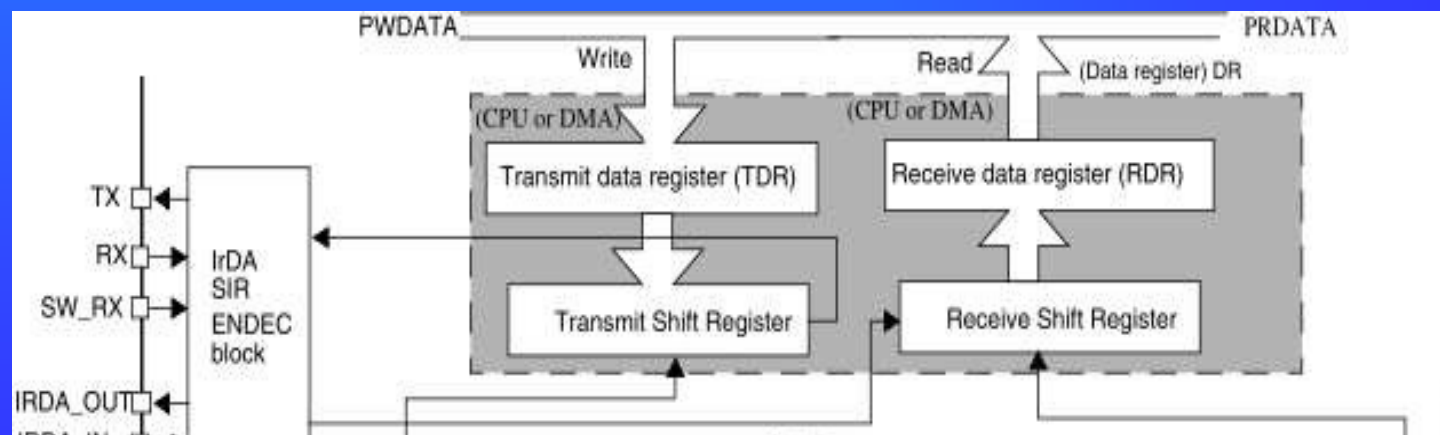 PWDATA
PRDATA
Write
Read
(Data register) DR
(CPU or DMA)
(CPU or DMA)
Transmit data register (TDR)
Receive data register (RDR)
TX
RX
IrDA
SIR
ENDEC
block
SW_RX
Transmit Shift Register
Receive Shift Register
IRDA_OUT